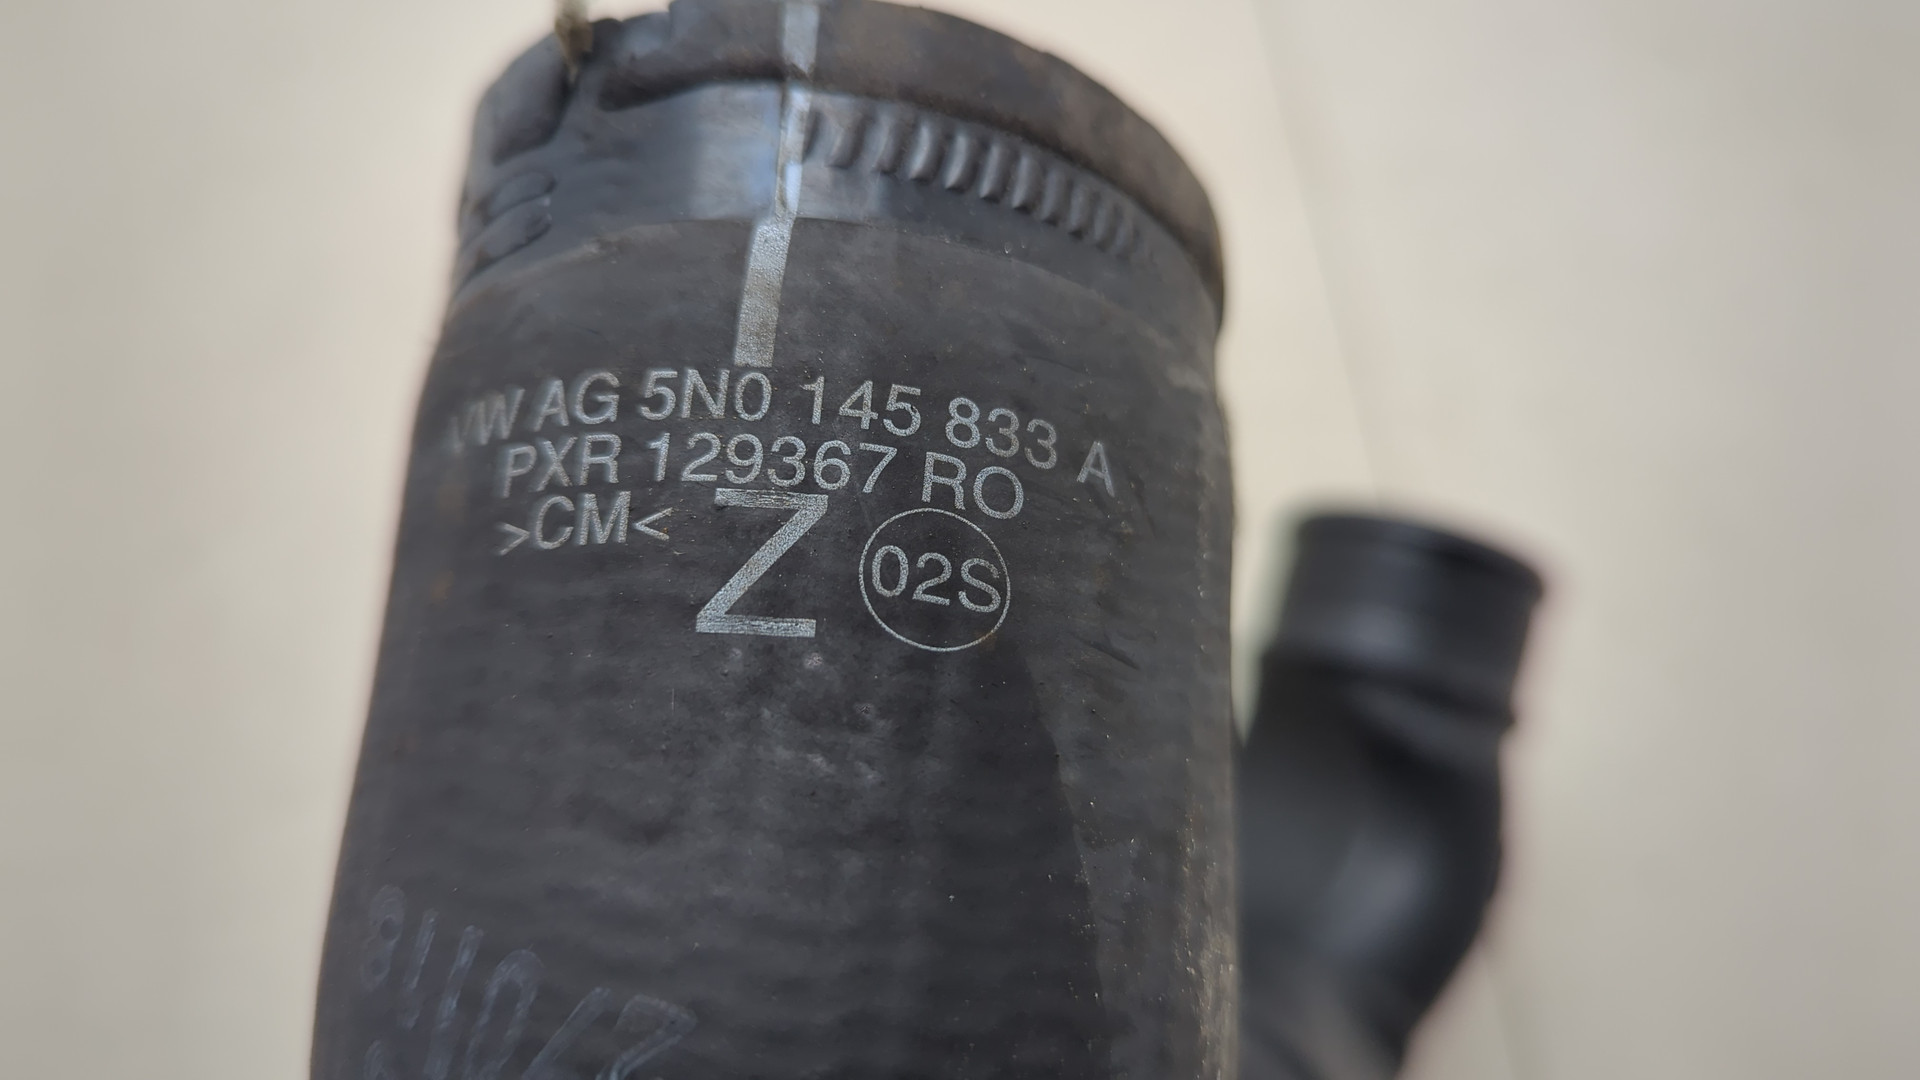 VW AG 5N0 145 833 A
PXR 129367 RO
>CM< Z 02S